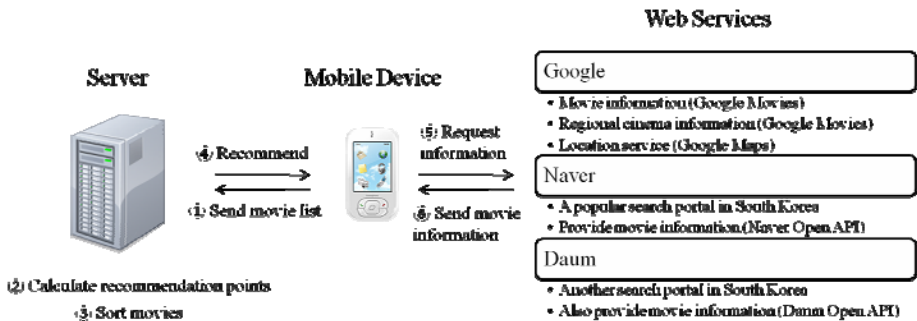 Web Services
Server
Mobile Device
Google
• Movie information (Google Movies)
• Regional cinema information (Google Movies)
• Location service (Google Maps)
(4) Recommend
(1) Send movie list
(5) Request
information
(6) Send movie
information
Naver
• A popular search portal in South Korea
• Provide movie information (Naver Open API)
Daum
• Another search portal in South Korea
• Also provide movie information (Daum Open API)
(2) Calculate recommendation points
(3) Sort movies